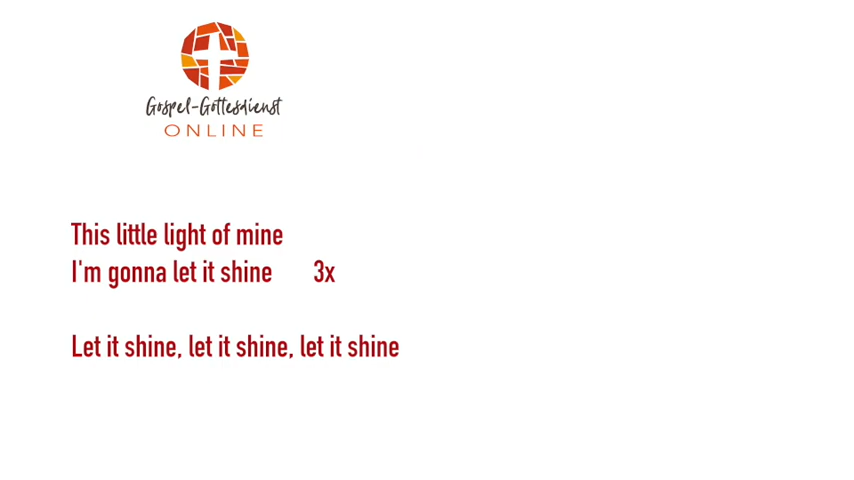 Gospel-Gottesdienst
ONLINE
This little light of mine
I'm gonna let it shine 3x
Let it shine, let it shine, let it shine